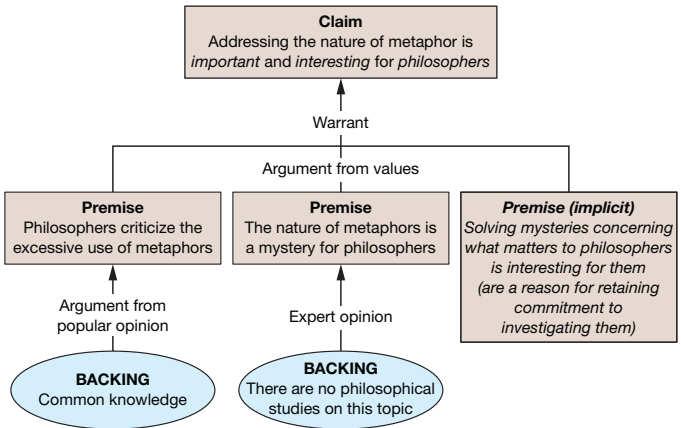 Claim
Addressing the nature of metaphor is
important and interesting for philosophers
Warrant
Argument from values
Premise
Philosophers criticize the
excessive use of metaphors
Premise
The nature of metaphors is
a mystery for philosophers
Premise (implicit)
Solving mysteries concerning
what matters to philosophers
is interesting for them
(are a reason for retaining
commitment to
investigating them)
Argument from
popular opinion
Expert opinion
BACKING
Common knowledge
BACKING
There are no philosophical
studies on this topic